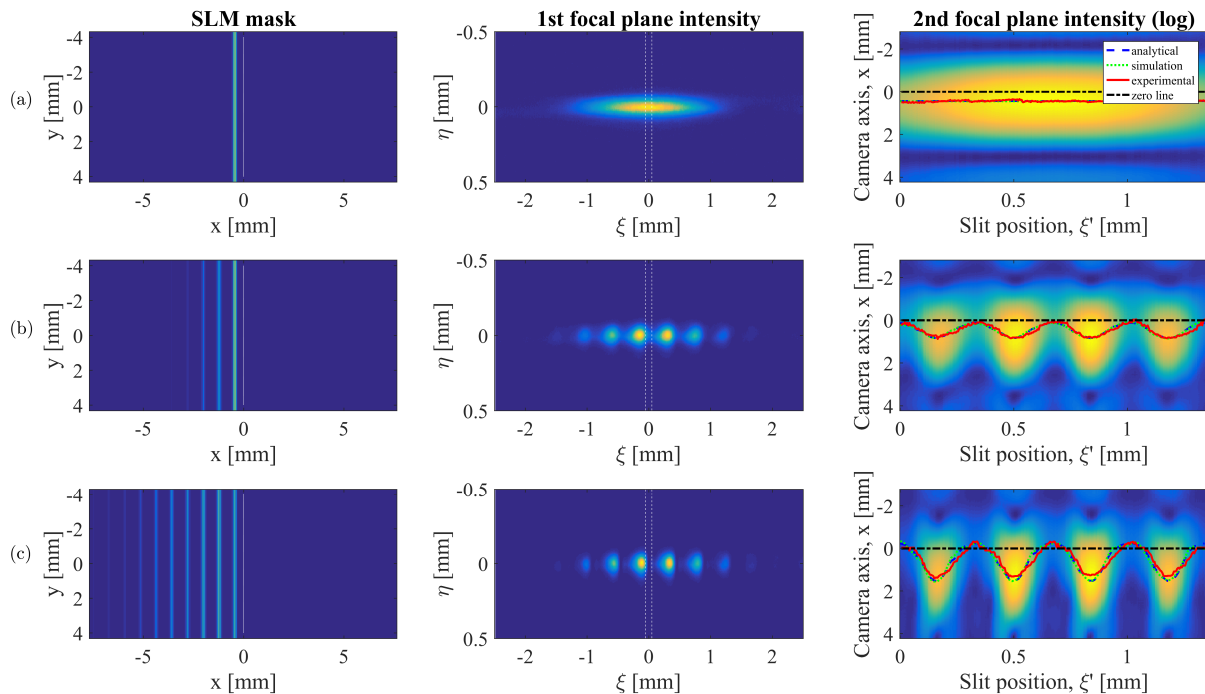 SLM mask
1st focal plane intensity
2nd focal plane intensity (log)
(a)
y [mm]
-4
-2
0
2
4
-5
0
5
x [mm]
η [mm]
-0.5
0
0.5
-2
-1
0
1
2
ξ [mm]
Camera axis, x [mm]
-2
0
2
4
0
0.5
1
Slit position, ξ' [mm]
analytical
simulation
experimental
zero line
(b)
y [mm]
-4
-2
0
2
4
-5
0
5
x [mm]
η [mm]
-0.5
0
0.5
-2
-1
0
1
2
ξ [mm]
Camera axis, x [mm]
-2
0
2
4
0
0.5
1
Slit position, ξ' [mm]
(c)
y [mm]
-4
-2
0
2
4
-5
0
5
x [mm]
η [mm]
-0.5
0
0.5
-2
-1
0
1
2
ξ [mm]
Camera axis, x [mm]
-2
0
2
4
0
0.5
1
Slit position, ξ' [mm]